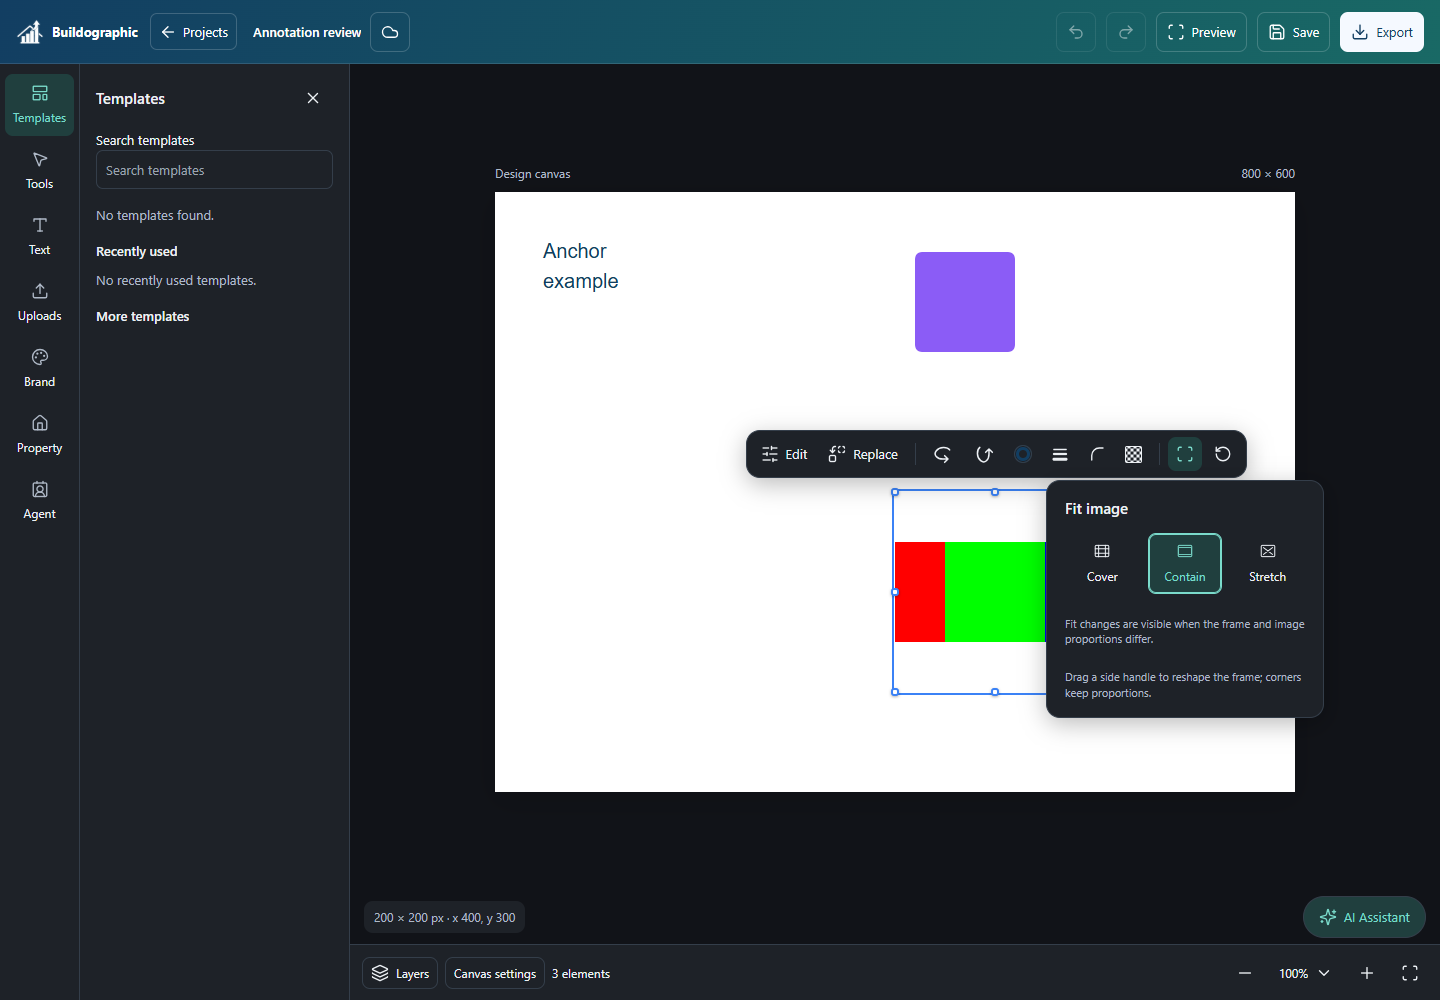 Buildographic
Projects
Annotation review
Preview
Save
Export
Templates
Tools
Text
Uploads
Brand
Property
Agent
Templates
Search templates
Search templates
No templates found.
Recently used
No recently used templates.
More templates
Design canvas
800 × 600
Anchor
example
Edit
Replace
Fit image
Cover
Contain
Stretch
Fit changes are visible when the frame and image
proportions differ.
Drag a side handle to reshape the frame; corners
keep proportions.
200 × 200 px · x 400, y 300
AI Assistant
Layers
Canvas settings
3 elements
100%